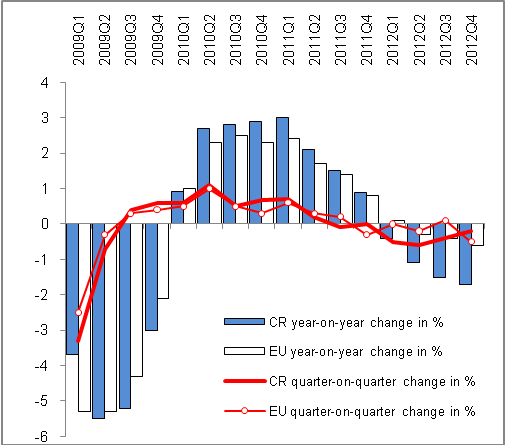 2009Q1
2009Q2
2009Q3
2009Q4
2010Q1
2010Q2
2010Q3
2010Q4
2011Q1
2011Q2
2011Q3
2011Q4
2012Q1
2012Q2
2012Q3
2012Q4
4
3
2
1
0
-1
-2
-3
-4
-5
-6
CR year-on-year change in %
EU year-on-year change in %
CR quarter-on-quarter change in %
EU quarter-on-quarter change in %